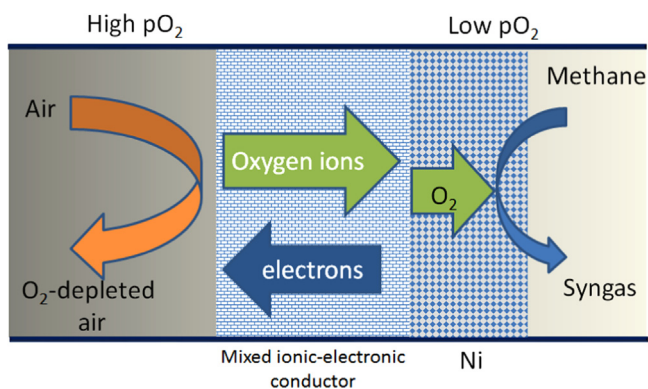 High pO₂
Low pO₂
Air
Methane
Oxygen ions
O₂
electrons
O₂-depleted
air
Syngas
Mixed ionic-electronic
conductor
Ni